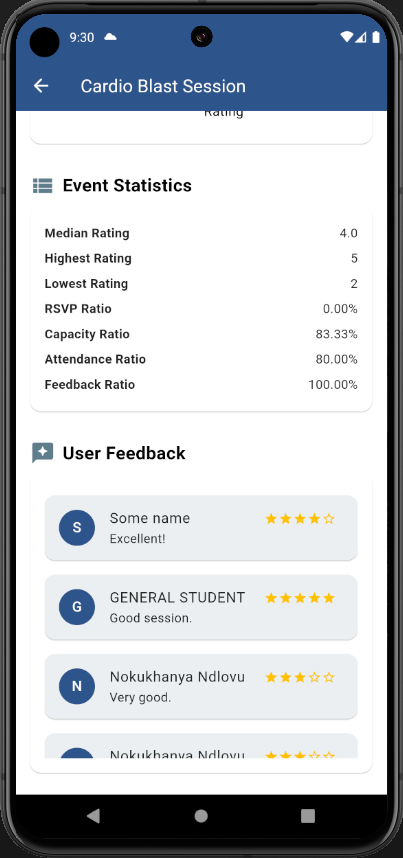 9:30
Cardio Blast Session
Rating
Event Statistics
Median Rating 4.0
Highest Rating 5
Lowest Rating 2
RSVP Ratio 0.00%
Capacity Ratio 83.33%
Attendance Ratio 80.00%
Feedback Ratio 100.00%
User Feedback
S Some name
Excellent!
G GENERAL STUDENT
Good session.
N Nokukhanya Ndlovu
Very good.
Nokukhanya Ndlovu